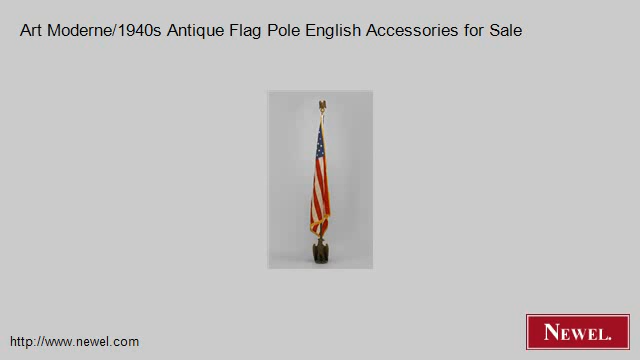 Art Moderne/1940s Antique Flag Pole English Accessories for Sale
NEWEL.
http://www.newel.com